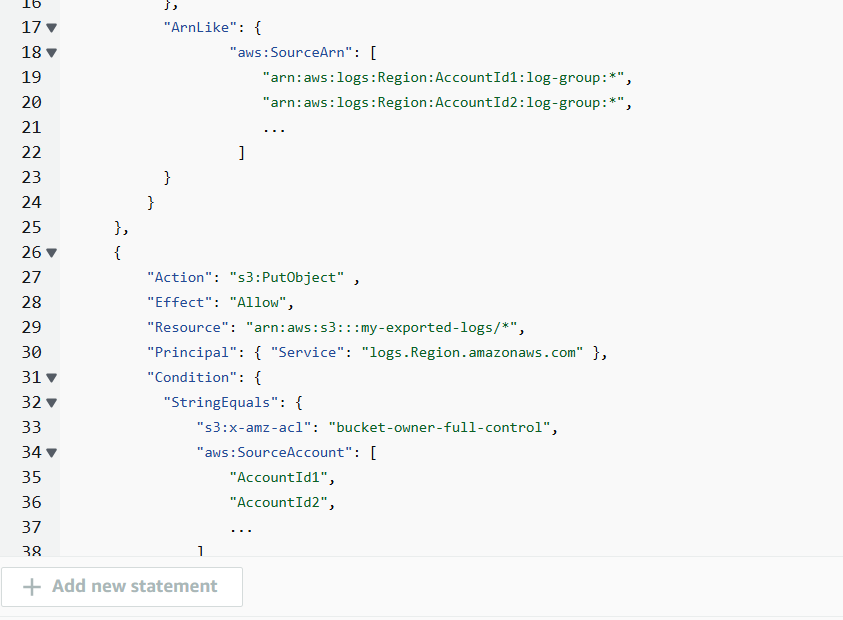 16 },
17 "ArnLike": {
18 "aws:SourceArn": [
19 "arn:aws:logs:Region:AccountId1:log-group:*",
20 "arn:aws:logs:Region:AccountId2:log-group:*",
21 ...
22 ]
23 }
24 }
25 },
26 {
27 "Action": "s3:PutObject" ,
28 "Effect": "Allow",
29 "Resource": "arn:aws:s3:::my-exported-logs/*",
30 "Principal": { "Service": "logs.Region.amazonaws.com" },
31 "Condition": {
32 "StringEquals": {
33 "s3:x-amz-acl": "bucket-owner-full-control",
34 "aws:SourceAccount": [
35 "AccountId1",
36 "AccountId2",
37 ...
38 ]
+ Add new statement